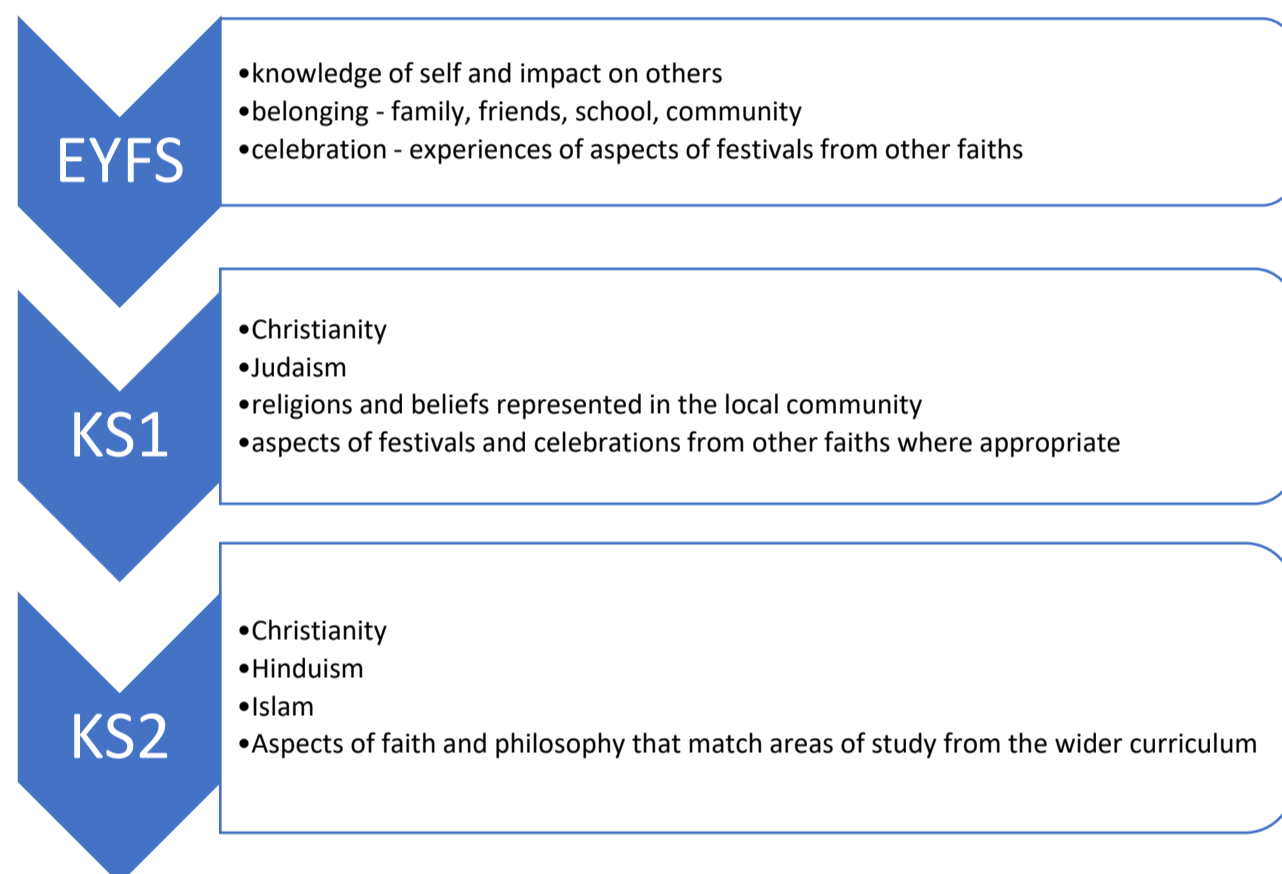 EYFS
•knowledge of self and impact on others
•belonging - family, friends, school, community
•celebration - experiences of aspects of festivals from other faiths
KS1
•Christianity
•Judaism
•religions and beliefs represented in the local community
•aspects of festivals and celebrations from other faiths where appropriate
KS2
•Christianity
•Hinduism
•Islam
•Aspects of faith and philosophy that match areas of study from the wider curriculum